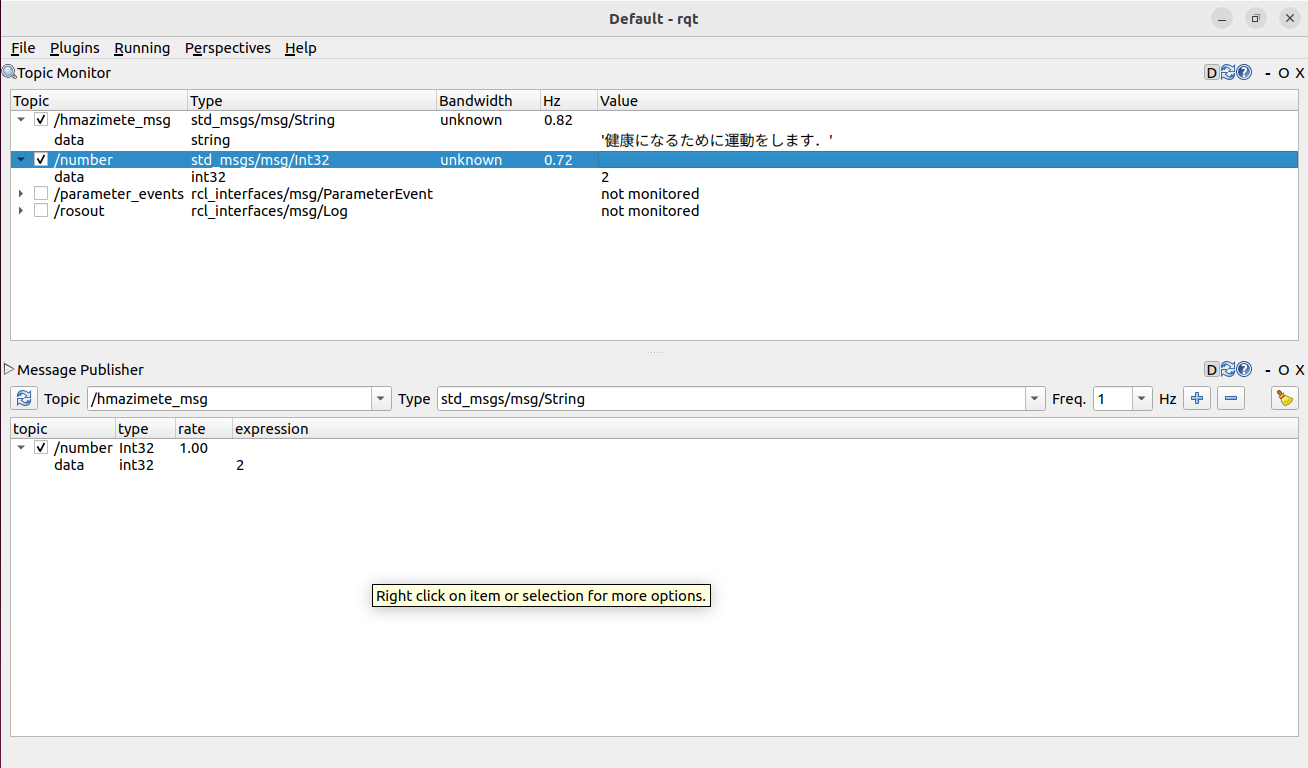 Default - rqt
File Plugins Running Perspectives Help
Topic Monitor D - O X
Topic Type Bandwidth Hz Value
/hmazimete_msg std_msgs/msg/String unknown 0.82
data string '健康になるために運動をします．'
/number std_msgs/msg/Int32 unknown 0.72
data int32 2
/parameter_events rcl_interfaces/msg/ParameterEvent not monitored
/rosout rcl_interfaces/msg/Log not monitored
Message Publisher D - O X
Topic /hmazimete_msg Type std_msgs/msg/String Freq. 1 Hz
topic type rate expression
/number Int32 1.00
data int32 2
Right click on item or selection for more options.